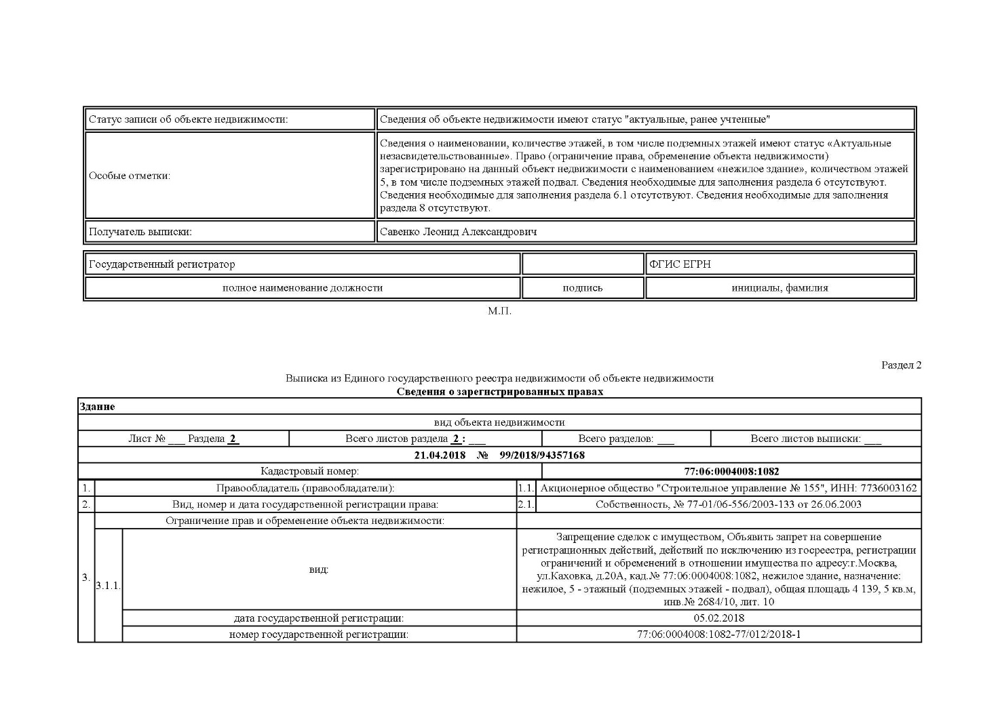 Статус записи об объекте недвижимости:
Сведения об объекте недвижимости имеют статус "актуальные, ранее учтенные"
Особые отметки:
Сведения о наименовании, количестве этажей, в том числе подземных этажей имеют статус «Актуальные
незасвидетельствованные». Право (ограничение права, обременение объекта недвижимости)
зарегистрировано на данный объект недвижимости с наименованием «нежилое здание», количеством этажей
5, в том числе подземных этажей подвал. Сведения необходимые для заполнения раздела 6 отсутствуют.
Сведения необходимые для заполнения раздела 6.1 отсутствуют. Сведения необходимые для заполнения
раздела 8 отсутствуют.
Получатель выписки:
Савенко Леонид Александрович
Государственный регистратор
ФГИС ЕГРН
полное наименование должности
подпись
инициалы, фамилия
М.П.
Раздел 2
Выписка из Единого государственного реестра недвижимости об объекте недвижимости
Сведения о зарегистрированных правах
Здание
вид объекта недвижимости
Лист № ___ Раздела 2
Всего листов раздела 2 : ___
Всего разделов: ___
Всего листов выписки: ___
21.04.2018 № 99/2018/94357168
Кадастровый номер:
77:06:0004008:1082
1.
Правообладатель (правообладатели):
1.1.
Акционерное общество "Строительное управление № 155", ИНН: 7736003162
2.
Вид, номер и дата государственной регистрации права:
2.1.
Собственность, № 77-01/06-556/2003-133 от 26.06.2003
3.
Ограничение прав и обременение объекта недвижимости:
3.1.1.
вид:
Запрещение сделок с имуществом, Объявить запрет на совершение
регистрационных действий, действий по исключению из госреестра, регистрации
ограничений и обременений в отношении имущества по адресу:г.Москва,
ул.Каховка, д.20А, кад.№ 77:06:0004008:1082, нежилое здание, назначение:
нежилое, 5 - этажный (подземных этажей - подвал), общая площадь 4 139, 5 кв.м,
инв.№ 2684/10, лит. 10
дата государственной регистрации:
05.02.2018
номер государственной регистрации:
77:06:0004008:1082-77/012/2018-1